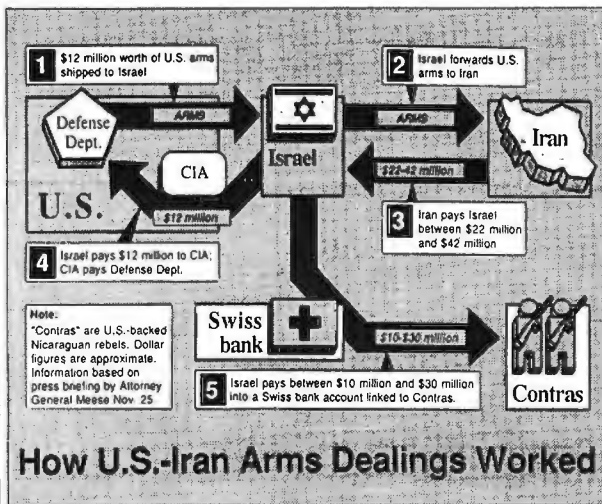 1 $12 million worth of U.S. arms
shipped to Israel
2 Israel forwards U.S.
arms to Iran
Defense
Dept.
ARMS
Israel
ARMS
Iran
CIA
U.S.
$12 million
$22-42 million
3 Iran pays Israel
between $22 million
and $42 million
4 Israel pays $12 million to CIA;
CIA pays Defense Dept.
Note:
"Contras" are U.S.-backed
Nicaraguan rebels. Dollar
figures are approximate.
Information based on
press briefing by Attorney
General Meese Nov. 25
Swiss
bank
$10-$30 million
Contras
5 Israel pays between $10 million and $30 million
into a Swiss bank account linked to Contras.
How U.S.-Iran Arms Dealings Worked